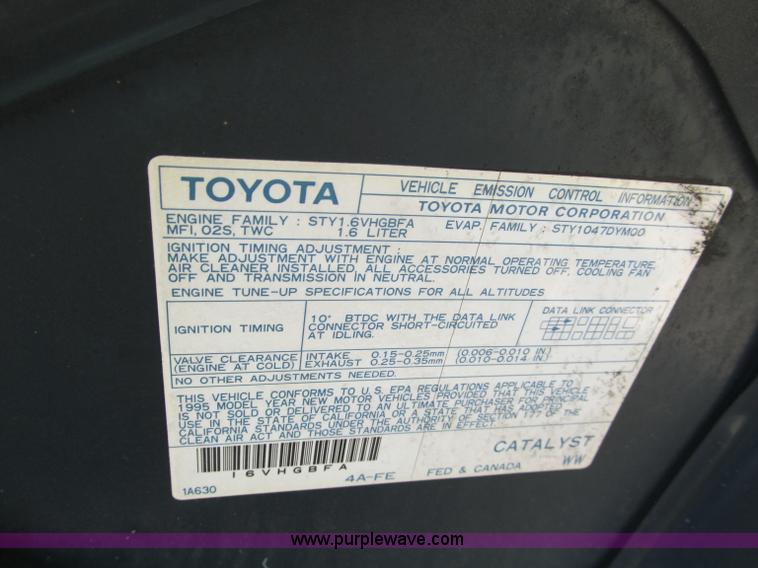 TOYOTA
VEHICLE EMISSION CONTROL INFORMATION
TOYOTA MOTOR CORPORATION
ENGINE FAMILY : STY1.6VHGBFA EVAP. FAMILY : STY1047DYMQ0
MFI, O2S, TWC 1.6 LITER
IGNITION TIMING ADJUSTMENT :
MAKE ADJUSTMENT WITH ENGINE AT NORMAL OPERATING TEMPERATURE,
AIR CLEANER INSTALLED, ALL ACCESSORIES TURNED OFF, COOLING FAN
OFF AND TRANSMISSION IN NEUTRAL.
ENGINE TUNE-UP SPECIFICATIONS FOR ALL ALTITUDES
IGNITION TIMING
10° BTDC WITH THE DATA LINK
CONNECTOR SHORT-CIRCUITED
AT IDLING.
DATA LINK CONNECTOR
VALVE CLEARANCE INTAKE 0.15-0.25mm (0.006-0.010 IN)
(ENGINE AT COLD) EXHAUST 0.25-0.35mm (0.010-0.014 IN)
NO OTHER ADJUSTMENTS NEEDED.
THIS VEHICLE CONFORMS TO U.S. EPA REGULATIONS APPLICABLE TO
1995 MODEL YEAR NEW MOTOR VEHICLES PROVIDED THAT THIS VEHICLE
IS NOT SOLD OR DELIVERED TO AN ULTIMATE PURCHASER FOR PRINCIPAL
USE IN THE STATE OF CALIFORNIA OR A STATE THAT HAS ADOPTED
CALIFORNIA STANDARDS UNDER THE AUTHORITY OF SECTION 177 OF THE
CLEAN AIR ACT AND THOSE CALIFORNIA STANDARDS ARE IN EFFECT.
I6VHGBFA
CATALYST
1A630 4A-FE FED & CANADA WW
www.purplewave.com